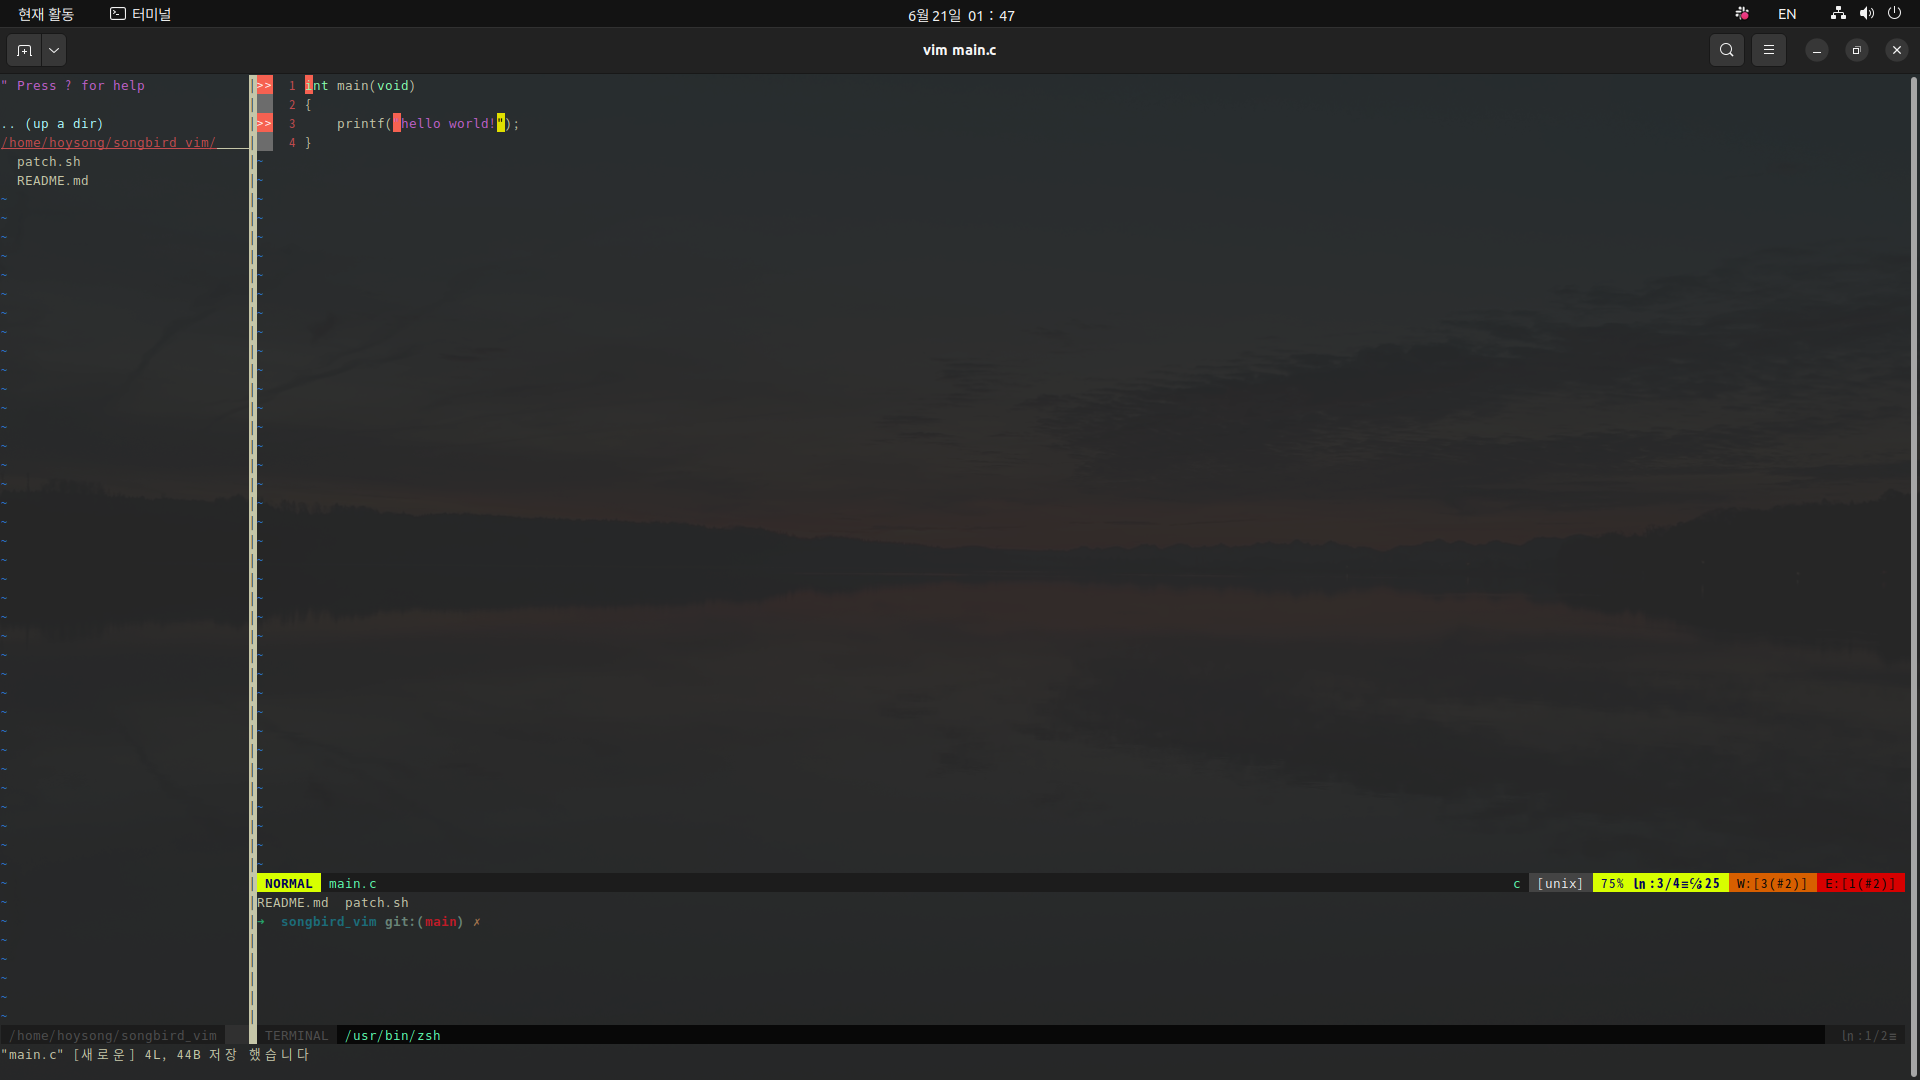 현재 활동 터미널 6월 21일 01 : 47 EN
vim main.c
" Press ? for help
.. (up a dir)
/home/hoysong/songbird_vim/
patch.sh
README.md
>> 1 int main(void)
2 {
>> 3 printf("hello world!");
4 }
NORMAL main.c c [unix] 75% ln:3/4≡℅:25 W:[3(#2)] E:[1(#2)]
README.md patch.sh
→ songbird_vim git:(main) ✗
/home/hoysong/songbird_vim TERMINAL /usr/bin/zsh ln:1/2≡
"main.c" [새로운] 4L, 44B 저장 했습니다